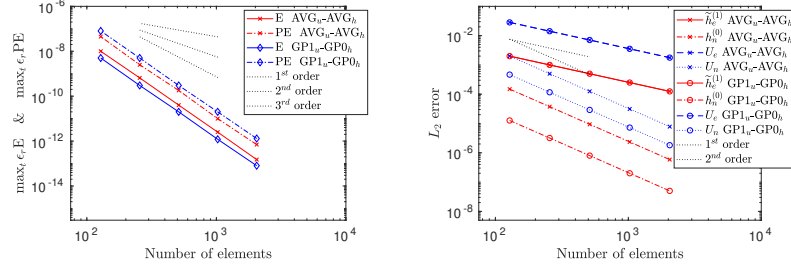 10^{-6}
10^{-8}
10^{-10}
10^{-12}
10^{-14}
max_t ϵ_r E & max_t ϵ_r PE
10^2
10^3
10^4
Number of elements
E AVG_u-AVG_h
PE AVG_u-AVG_h
E GP1_u-GP0_h
PE GP1_u-GP0_h
1^{st} order
2^{nd} order
3^{rd} order
10^{-2}
10^{-4}
10^{-6}
10^{-8}
L_2 error
10^2
10^3
10^4
Number of elements
\widetilde{h}_e^{(1)} AVG_u-AVG_h
h_n^{(0)} AVG_u-AVG_h
U_e AVG_u-AVG_h
U_n AVG_u-AVG_h
\widetilde{h}_e^{(1)} GP1_u-GP0_h
h_n^{(0)} GP1_u-GP0_h
U_e GP1_u-GP0_h
U_n GP1_u-GP0_h
1^{st} order
2^{nd} order